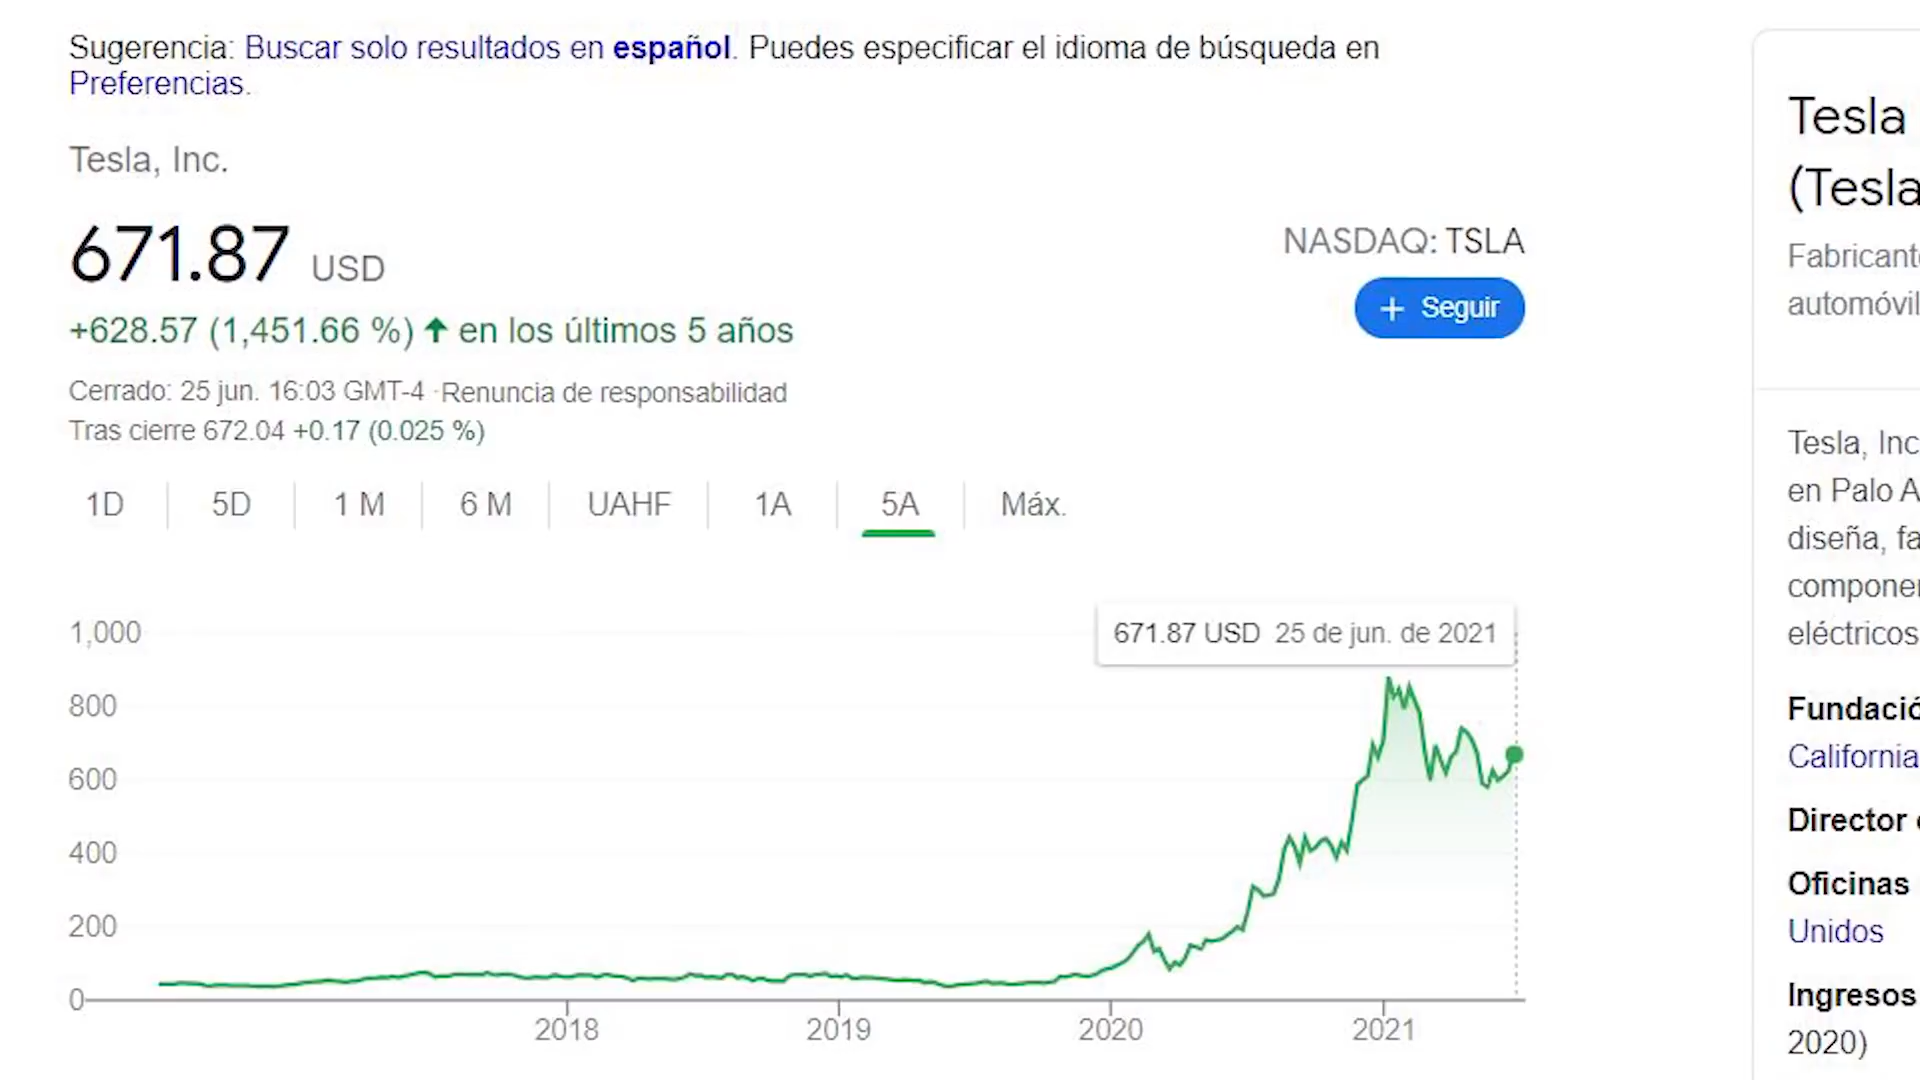 Sugerencia: Buscar solo resultados en español. Puedes especificar el idioma de búsqueda en
Preferencias.
Tesla, Inc.
671.87 USD
NASDAQ: TSLA
+ Seguir
+628.57 (1,451.66 %) ↑ en los últimos 5 años
Cerrado: 25 jun. 16:03 GMT-4 · Renuncia de responsabilidad
Tras cierre 672.04 +0.17 (0.025 %)
1D 5D 1 M 6 M UAHF 1A 5A Máx.
671.87 USD 25 de jun. de 2021
1,000
800
600
400
200
0
2018 2019 2020 2021
Tesla
(Tesla
Tesla, Inc
en Palo A
diseña, fa
eléctricos
California
Director
Oficinas
Unidos
Ingresos
2020)